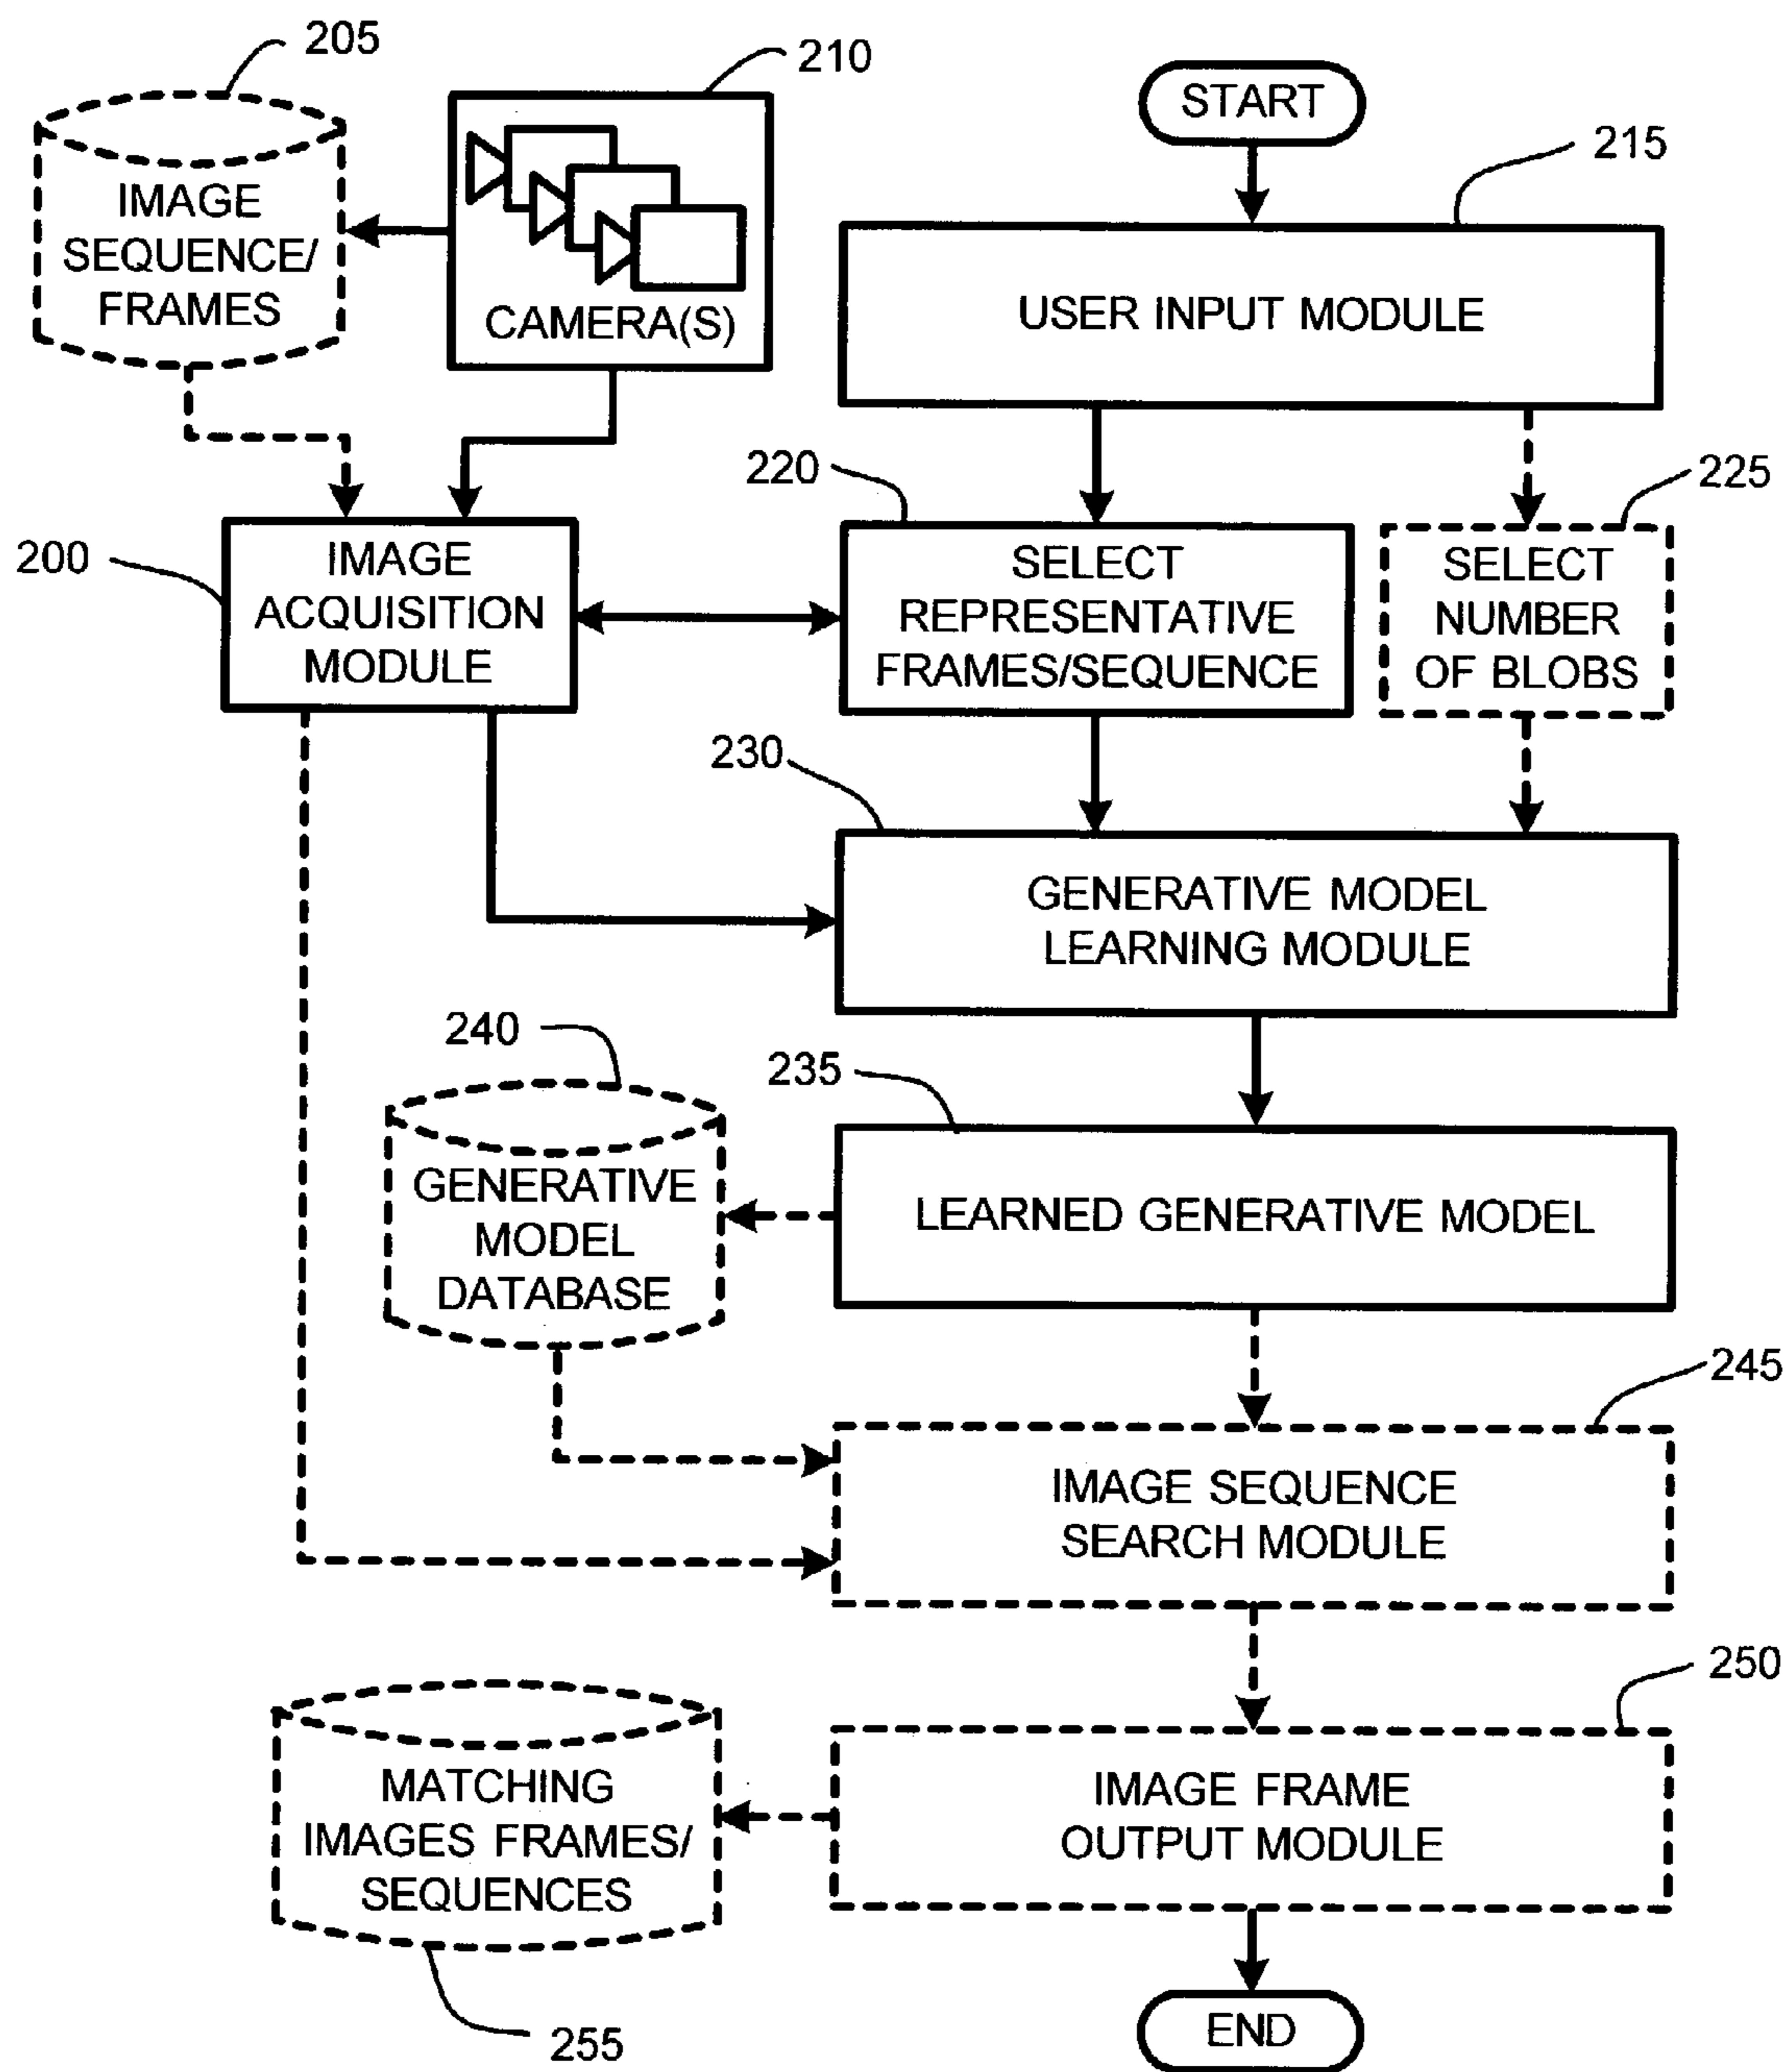 205
210
START
215
IMAGE
SEQUENCE/
FRAMES
CAMERA(S)
USER INPUT MODULE
220
225
200
IMAGE
ACQUISITION
MODULE
SELECT
REPRESENTATIVE
FRAMES/SEQUENCE
SELECT
NUMBER
OF BLOBS
230
GENERATIVE MODEL
LEARNING MODULE
240
235
GENERATIVE
MODEL
DATABASE
LEARNED GENERATIVE MODEL
245
IMAGE SEQUENCE
SEARCH MODULE
250
MATCHING
IMAGES FRAMES/
SEQUENCES
IMAGE FRAME
OUTPUT MODULE
255
END